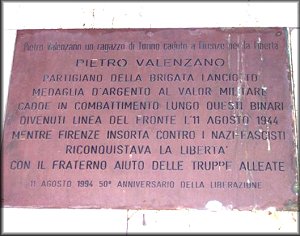 Pietro Valenzano un ragazzo di Torino caduto a Firenze per la libertà
PIETRO VALENZANO
PARTIGIANO DELLA BRIGATA LANCIOTTO
MEDAGLIA D'ARGENTO AL VALOR MILITARE
CADDE IN COMBATTIMENTO LUNGO QUESTI BINARI
DIVENUTI LINEA DEL FRONTE L'11 AGOSTO 1944
MENTRE FIRENZE INSORTA CONTRO I NAZIFASCISTI
RICONQUISTAVA LA LIBERTA'
CON IL FRATERNO AIUTO DELLE TRUPPE ALLEATE
11 AGOSTO 1994 50° ANNIVERSARIO DELLA LIBERAZIONE